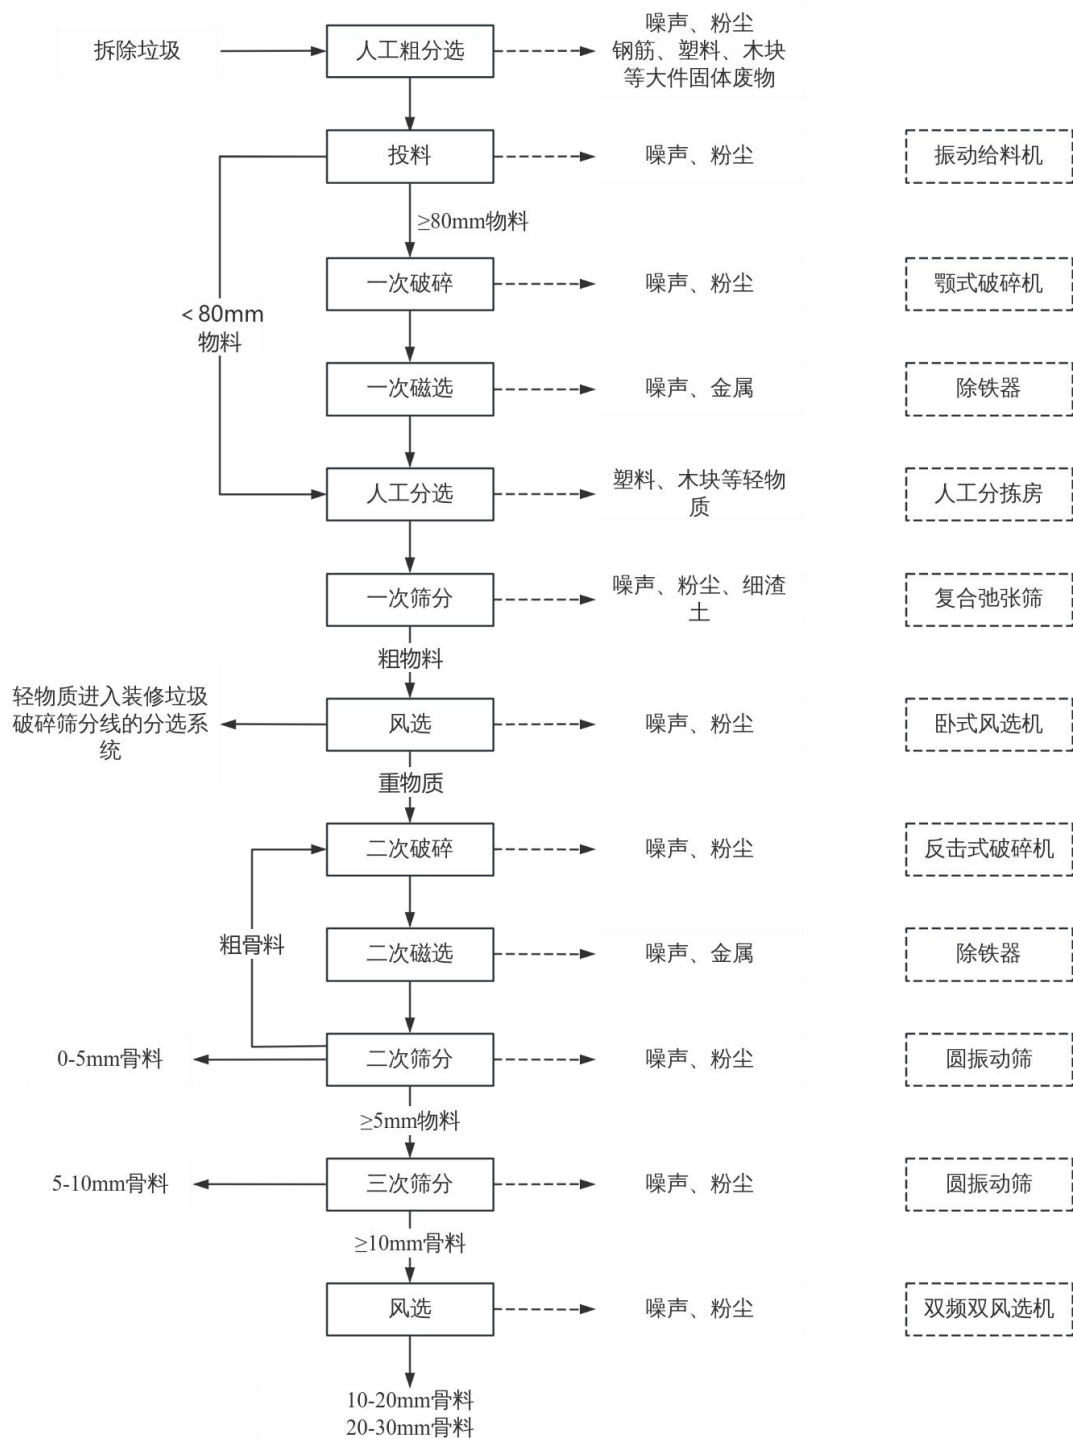 拆除垃圾
人工粗分选
噪声、粉尘
钢筋、塑料、木块
等大件固体废物
投料
噪声、粉尘
振动给料机
≥80mm物料
一次破碎
噪声、粉尘
颚式破碎机
＜80mm
物料
一次磁选
噪声、金属
除铁器
人工分选
塑料、木块等轻物
质
人工分拣房
一次筛分
噪声、粉尘、细渣
土
复合弛张筛
粗物料
轻物质进入装修垃圾
破碎筛分线的分选系
统
风选
噪声、粉尘
卧式风选机
重物质
二次破碎
噪声、粉尘
反击式破碎机
粗骨料
二次磁选
噪声、金属
除铁器
0-5mm骨料
二次筛分
噪声、粉尘
圆振动筛
≥5mm物料
5-10mm骨料
三次筛分
噪声、粉尘
圆振动筛
≥10mm骨料
风选
噪声、粉尘
双频双风选机
10-20mm骨料
20-30mm骨料